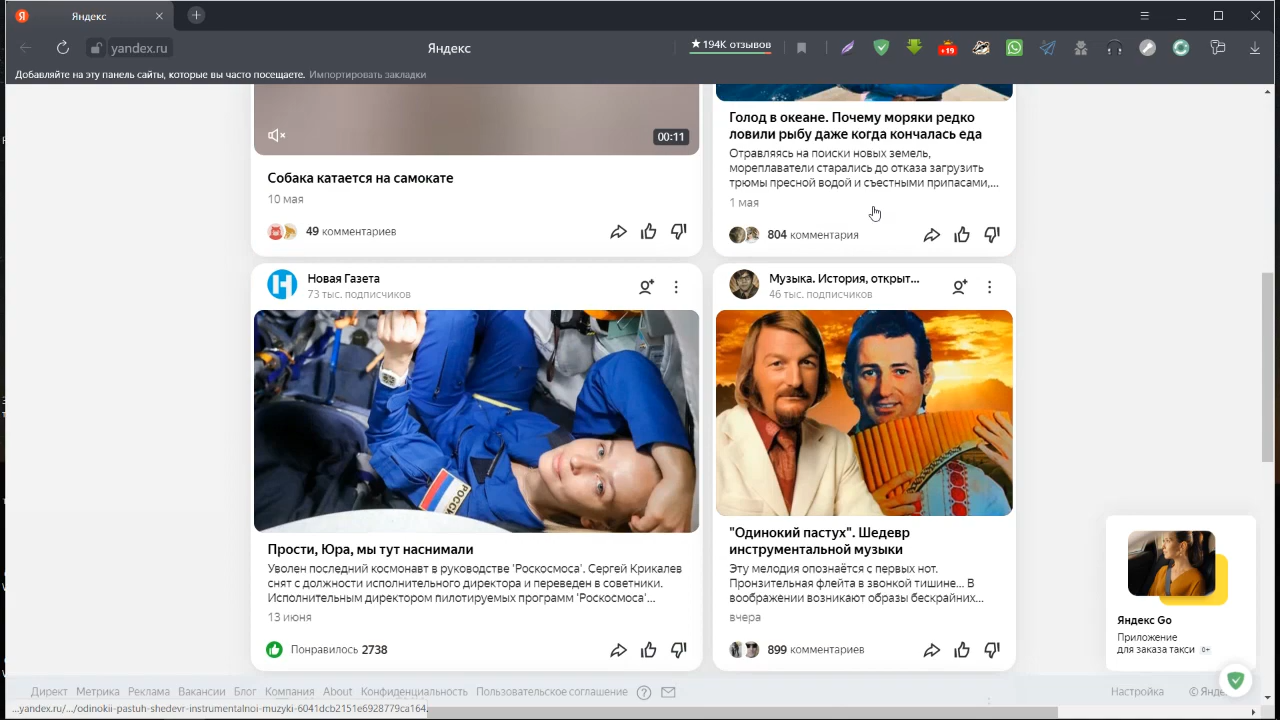 Яндекс
yandex.ru
Яндекс
★ 194К отзывов
+19
Добавляйте на эту панель сайты, которые вы часто посещаете. Импортировать закладки
00:11
Собака катается на самокате
10 мая
49 комментариев
Голод в океане. Почему моряки редко
ловили рыбу даже когда кончалась еда
Отравляясь на поиски новых земель,
мореплаватели старались до отказа загрузить
трюмы пресной водой и съестными припасами,...
1 мая
804 комментария
Новая Газета
73 тыс. подписчиков
РОССИ
Прости, Юра, мы тут наснимали
Уволен последний космонавт в руководстве 'Роскосмоса'. Сергей Крикалев
снят с должности исполнительного директора и переведен в советники.
Исполнительным директором пилотируемых программ 'Роскосмоса'...
13 июня
Понравилось 2738
Музыка. История, открыт...
46 тыс. подписчиков
"Одинокий пастух". Шедевр
инструментальной музыки
Эту мелодия опознаётся с первых нот.
Пронзительная флейта в звонкой тишине... В
воображении возникают образы бескрайних...
вчера
899 комментариев
Яндекс Go
Приложение
для заказа такси 0+
Директ Метрика Реклама Вакансии Блог Компания About Конфиденциальность Пользовательское соглашение
Настройка © Янде
...yandex.ru/.../odinokii-pastuh-shedevr-instrumentalnoi-muzyki-6041dcb2151e6928779ca164